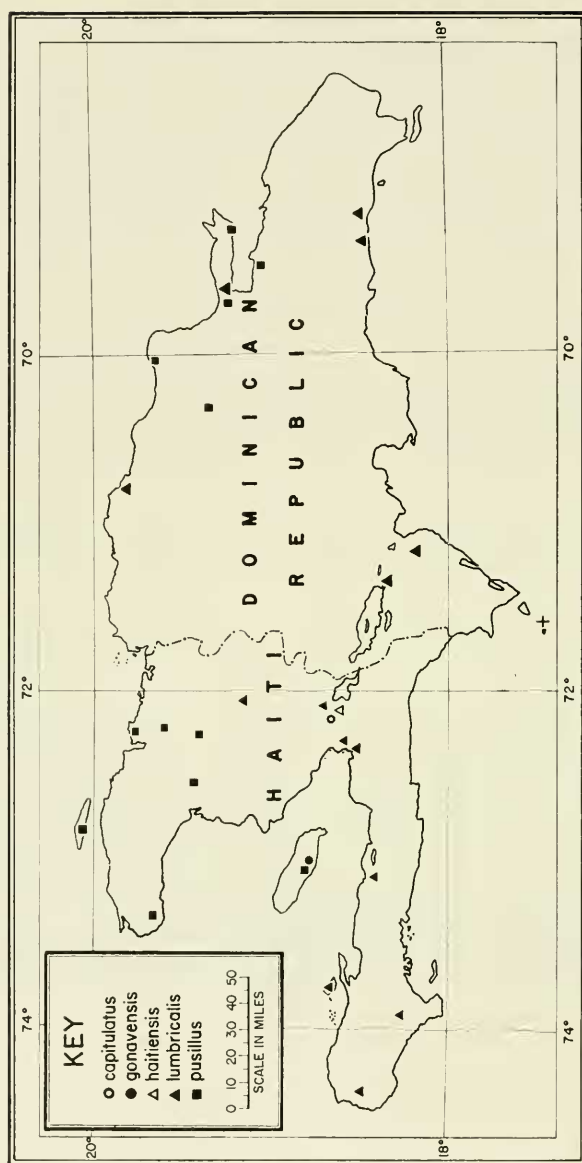 KEY
capitulatus
gonavensis
haitiensis
lumbricalis
pusillus
0 10 20 30 40 50
SCALE IN MILES
74°
72°
70°
20°
20°
18°
18°
HAITI
DOMINICAN
REPUBLIC
74°
72°
70°